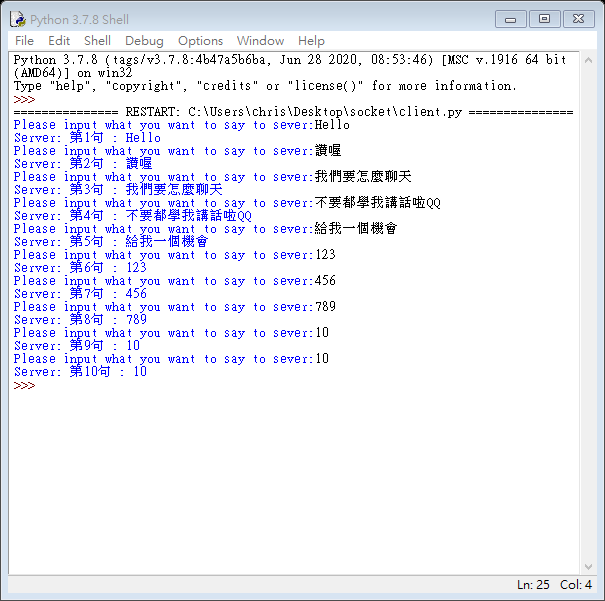 Python 3.7.8 Shell
File Edit Shell Debug Options Window Help
Python 3.7.8 (tags/v3.7.8:4b47a5b6ba, Jun 28 2020, 08:53:46) [MSC v.1916 64 bit
(AMD64)] on win32
Type "help", "copyright", "credits" or "license()" for more information.
>>>
=============== RESTART: C:\Users\chris\Desktop\socket\client.py ===============
Please input what you want to say to sever:Hello
Server: 第1句 : Hello
Please input what you want to say to sever:讚喔
Server: 第2句 : 讚喔
Please input what you want to say to sever:我們要怎麼聊天
Server: 第3句 : 我們要怎麼聊天
Please input what you want to say to sever:不要都學我講話啦QQ
Server: 第4句 : 不要都學我講話啦QQ
Please input what you want to say to sever:給我一個機會
Server: 第5句 : 給我一個機會
Please input what you want to say to sever:123
Server: 第6句 : 123
Please input what you want to say to sever:456
Server: 第7句 : 456
Please input what you want to say to sever:789
Server: 第8句 : 789
Please input what you want to say to sever:10
Server: 第9句 : 10
Please input what you want to say to sever:10
Server: 第10句 : 10
>>>
Ln: 25 Col: 4